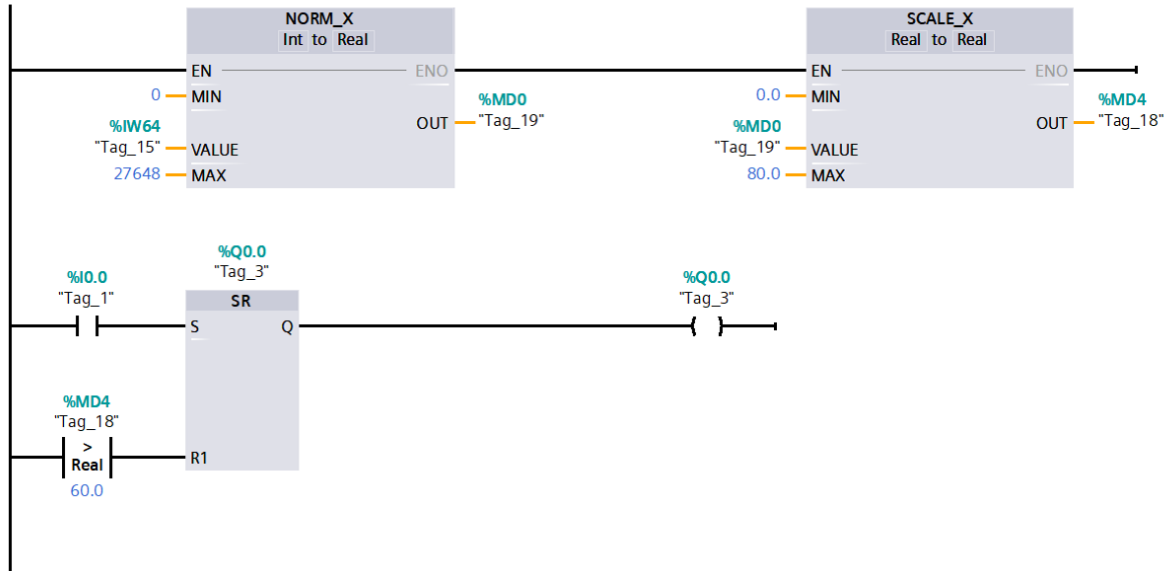 NORM_X
Int to Real
EN ENO
0 MIN
%MD0
"Tag_19"
OUT
%IW64
"Tag_15" VALUE
27648 MAX
SCALE_X
Real to Real
EN ENO
0.0 MIN
%MD4
"Tag_18"
OUT
%MD0
"Tag_19" VALUE
80.0 MAX
%Q0.0
"Tag_3"
%I0.0
"Tag_1"
SR
S Q
%Q0.0
"Tag_3"
%MD4
"Tag_18"
>
Real
R1
60.0